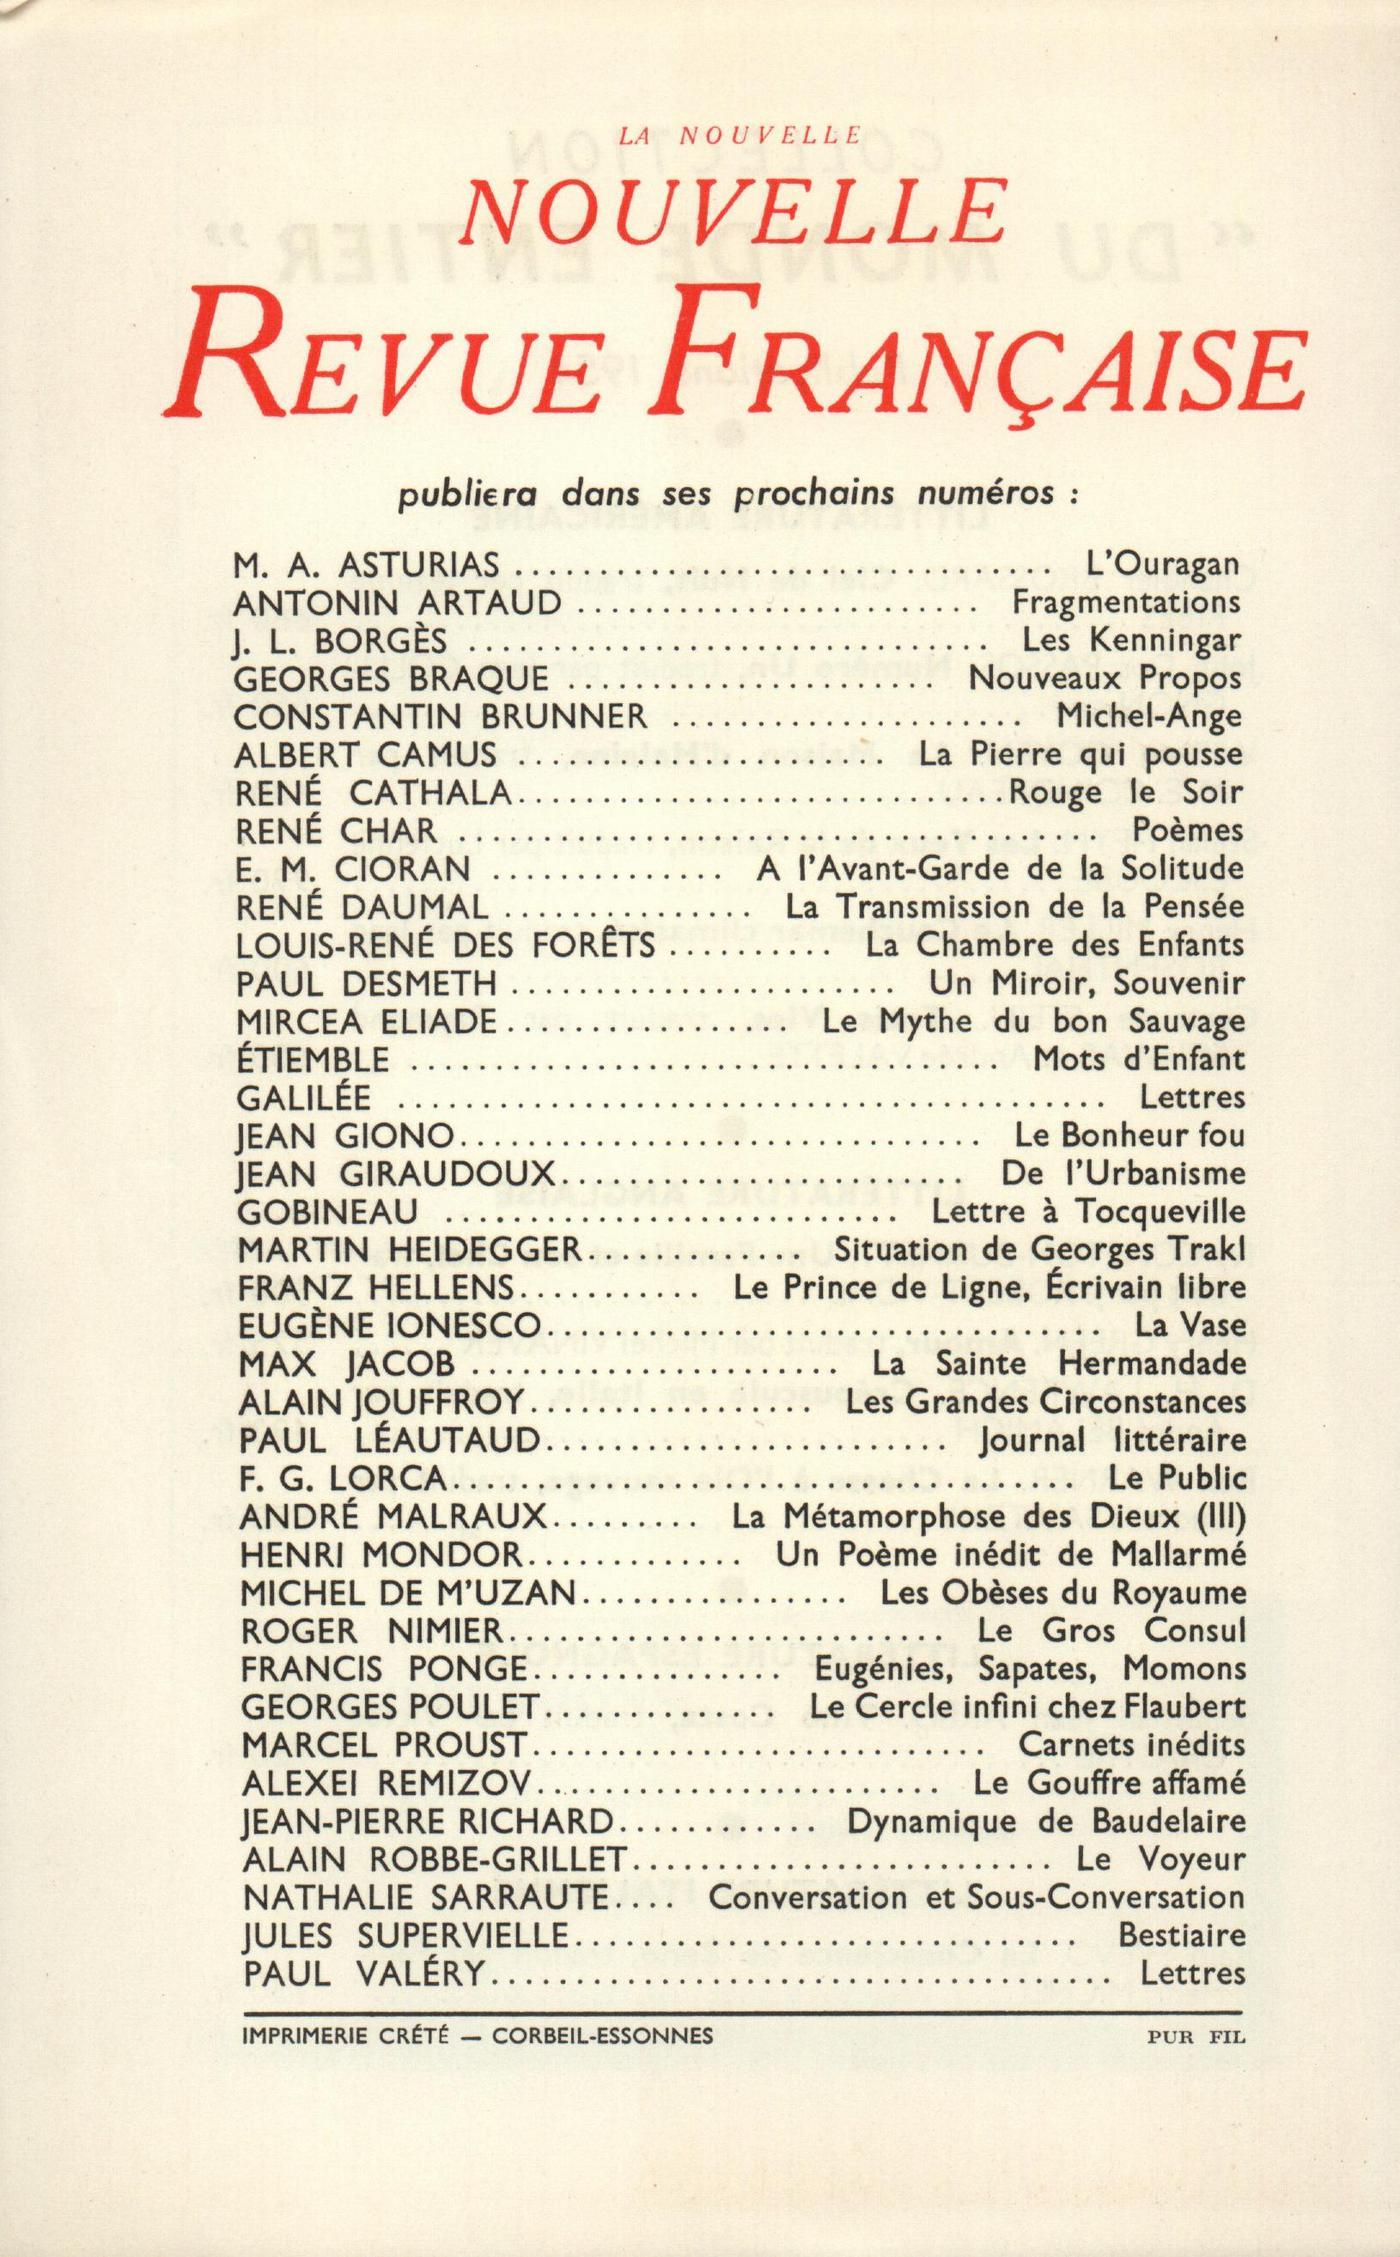 LA NOUVELLE
NOUVELLE
REVUE FRANÇAISE
publiera dans ses prochains numéros :
M. A. ASTURIAS ................................ L'Ouragan
ANTONIN ARTAUD ........................ Fragmentations
J. L. BORGÈS ............................... Les Kenningar
GEORGES BRAQUE ...................... Nouveaux Propos
CONSTANTIN BRUNNER ..................... Michel-Ange
ALBERT CAMUS ...................... La Pierre qui pousse
RENÉ CATHALA..............................Rouge le Soir
RENÉ CHAR ...................................... Poèmes
E. M. CIORAN .............. A l'Avant-Garde de la Solitude
RENÉ DAUMAL ............... La Transmission de la Pensée
LOUIS-RENÉ DES FORÊTS .......... La Chambre des Enfants
PAUL DESMETH ....................... Un Miroir, Souvenir
MIRCEA ELIADE................. Le Mythe du bon Sauvage
ÉTIEMBLE ................................... Mots d'Enfant
GALILÉE .......................................... Lettres
JEAN GIONO............................... Le Bonheur fou
JEAN GIRAUDOUX........................ De l'Urbanisme
GOBINEAU ........................... Lettre à Tocqueville
MARTIN HEIDEGGER............. Situation de Georges Trakl
FRANZ HELLENS........... Le Prince de Ligne, Écrivain libre
EUGÈNE IONESCO................................. La Vase
MAX JACOB ...................... La Sainte Hermandade
ALAIN JOUFFROY................. Les Grandes Circonstances
PAUL LÉAUTAUD........................ Journal littéraire
F. G. LORCA..................................... Le Public
ANDRÉ MALRAUX......... La Métamorphose des Dieux (III)
HENRI MONDOR............. Un Poème inédit de Mallarmé
MICHEL DE M'UZAN................ Les Obèses du Royaume
ROGER NIMIER.......................... Le Gros Consul
FRANCIS PONGE............... Eugénies, Sapates, Momons
GEORGES POULET.............. Le Cercle infini chez Flaubert
MARCEL PROUST........................... Carnets inédits
ALEXEI REMIZOV........................ Le Gouffre affamé
JEAN-PIERRE RICHARD............ Dynamique de Baudelaire
ALAIN ROBBE-GRILLET......................... Le Voyeur
NATHALIE SARRAUTE.... Conversation et Sous-Conversation
JULES SUPERVIELLE.............................. Bestiaire
PAUL VALÉRY..................................... Lettres
IMPRIMERIE CRÉTÉ — CORBEIL-ESSONNES PUR FIL